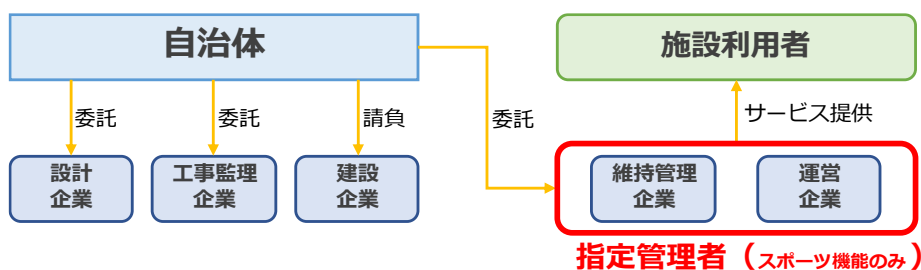 自治体
施設利用者
委託
委託
請負
委託
サービス提供
設計
企業
工事監理
企業
建設
企業
維持管理
企業
運営
企業
指定管理者（スポーツ機能のみ）